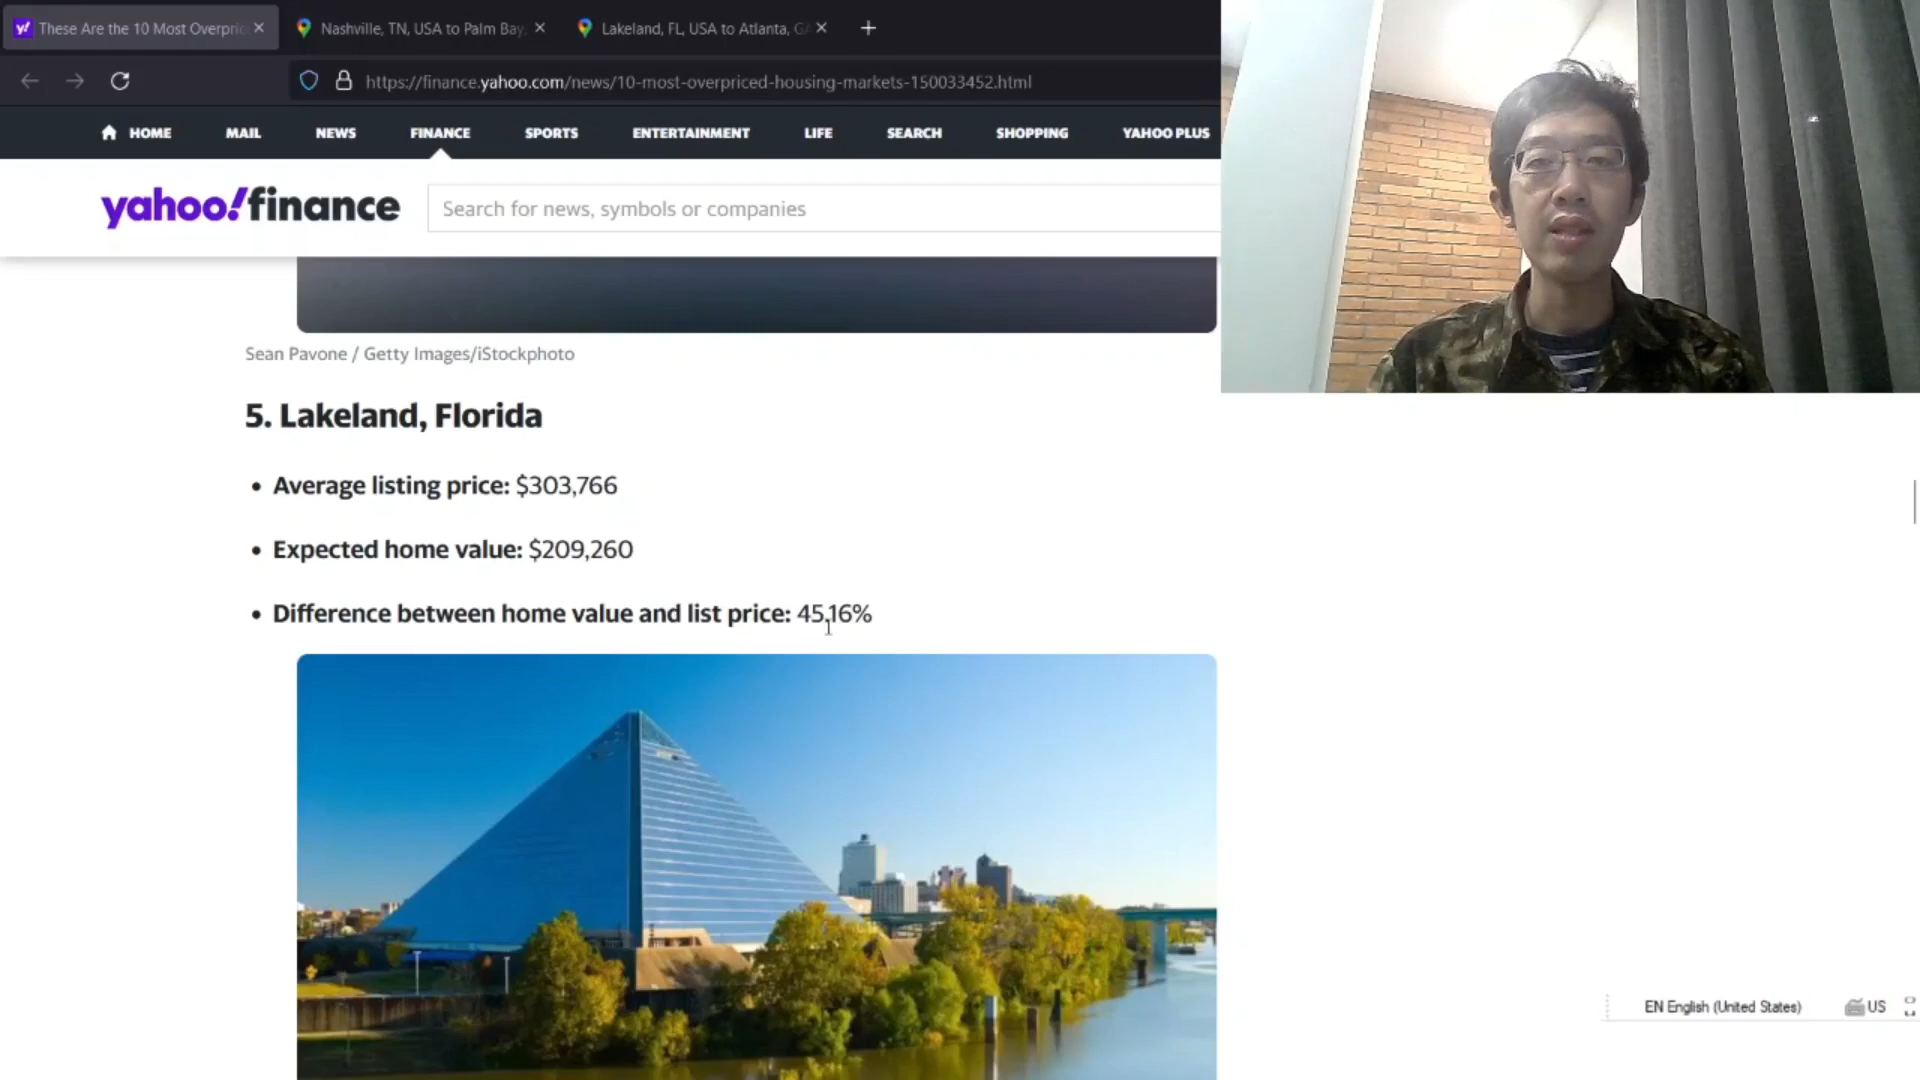 These Are the 10 Most Overpric
Nashville, TN, USA to Palm Bay,
Lakeland, FL, USA to Atlanta, GA
https://finance.yahoo.com/news/10-most-overpriced-housing-markets-150033452.html
HOME MAIL NEWS FINANCE SPORTS ENTERTAINMENT LIFE SEARCH SHOPPING YAHOO PLUS
yahoo!finance
Search for news, symbols or companies
Sean Pavone / Getty Images/iStockphoto
5. Lakeland, Florida
• Average listing price: $303,766
• Expected home value: $209,260
• Difference between home value and list price: 45.16%
EN English (United States) US